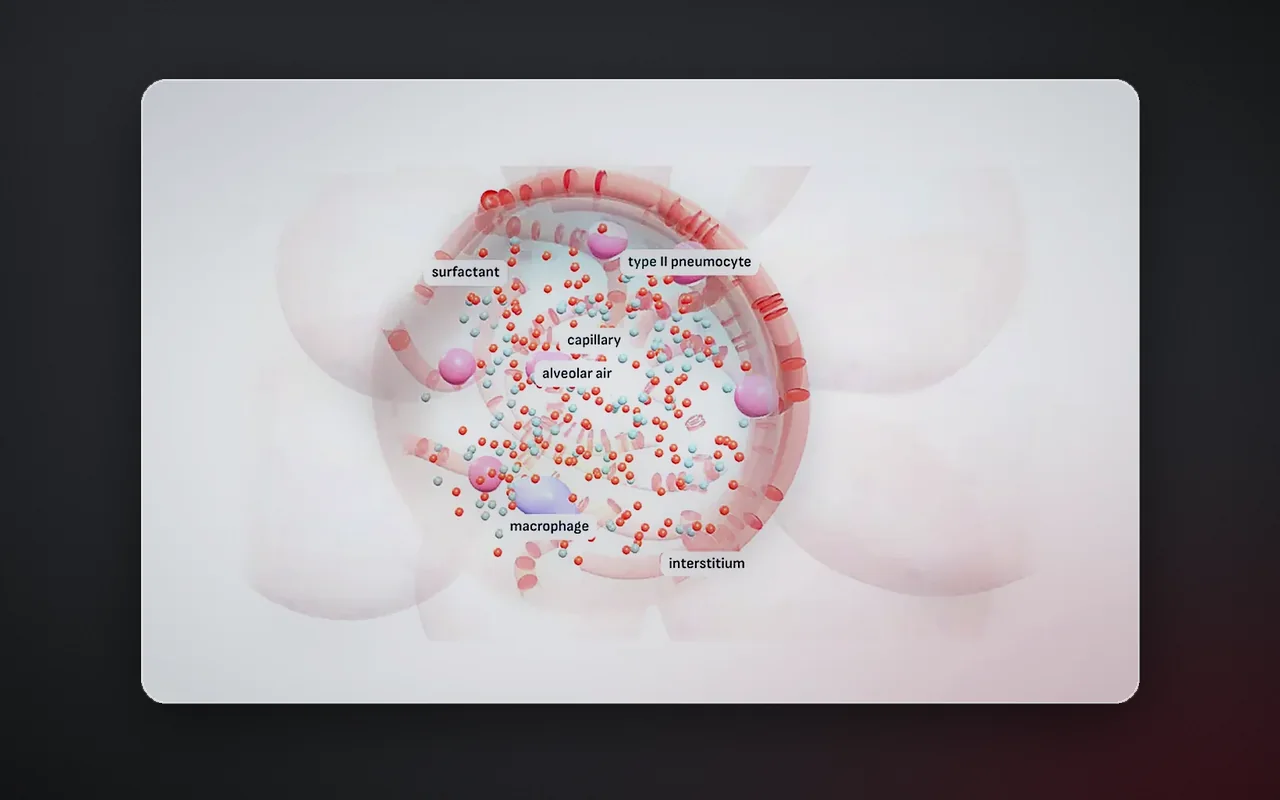 type II pneumocyte
surfactant
capillary
alveolar air
macrophage
interstitium